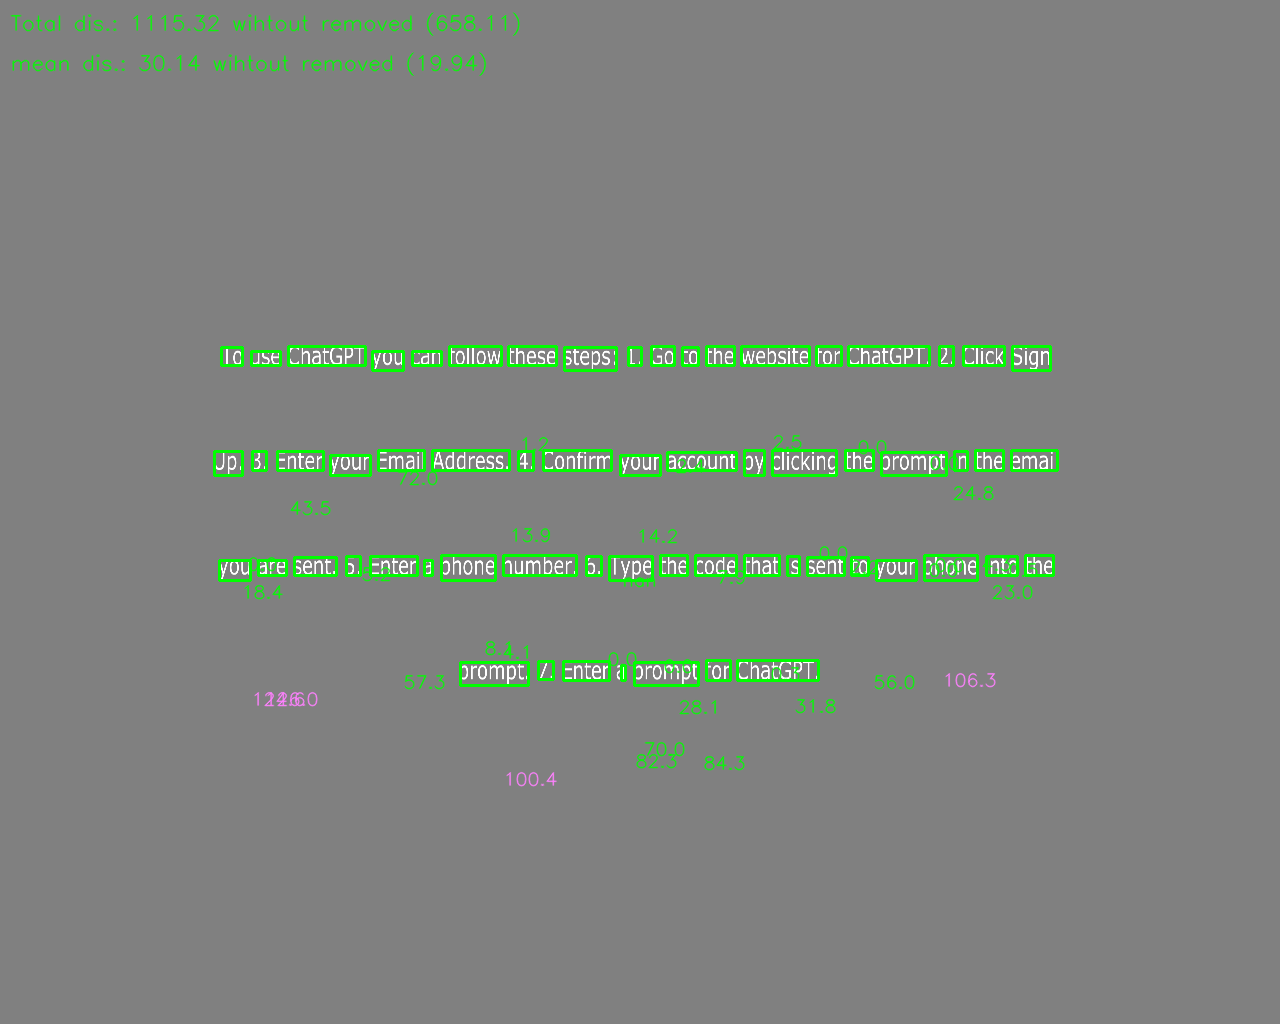 Total dis.: 1115.32 wihtout removed (658.11)
mean dis.: 30.14 wihtout removed (19.94)
To use ChatGPT you can follow these steps: 1. Go to the website for ChatGPT. 2. Click Sign
1.2 2.5 0.0
Up. 3. Enter your Email Address. 4. Confirm your account by clicking the prompt in the email
72.0 24.8
43.5
13.9 14.2
0.0
you are sent. 5. Enter a phone number. 6. Type the code that is sent to your phone into the
18.4 23.0
8.1 4.1
0.0
prompt. 7. Enter a prompt for ChatGPT.
57.3 56.0 106.3
28.1 31.8
70.0
82.3 84.3
100.4